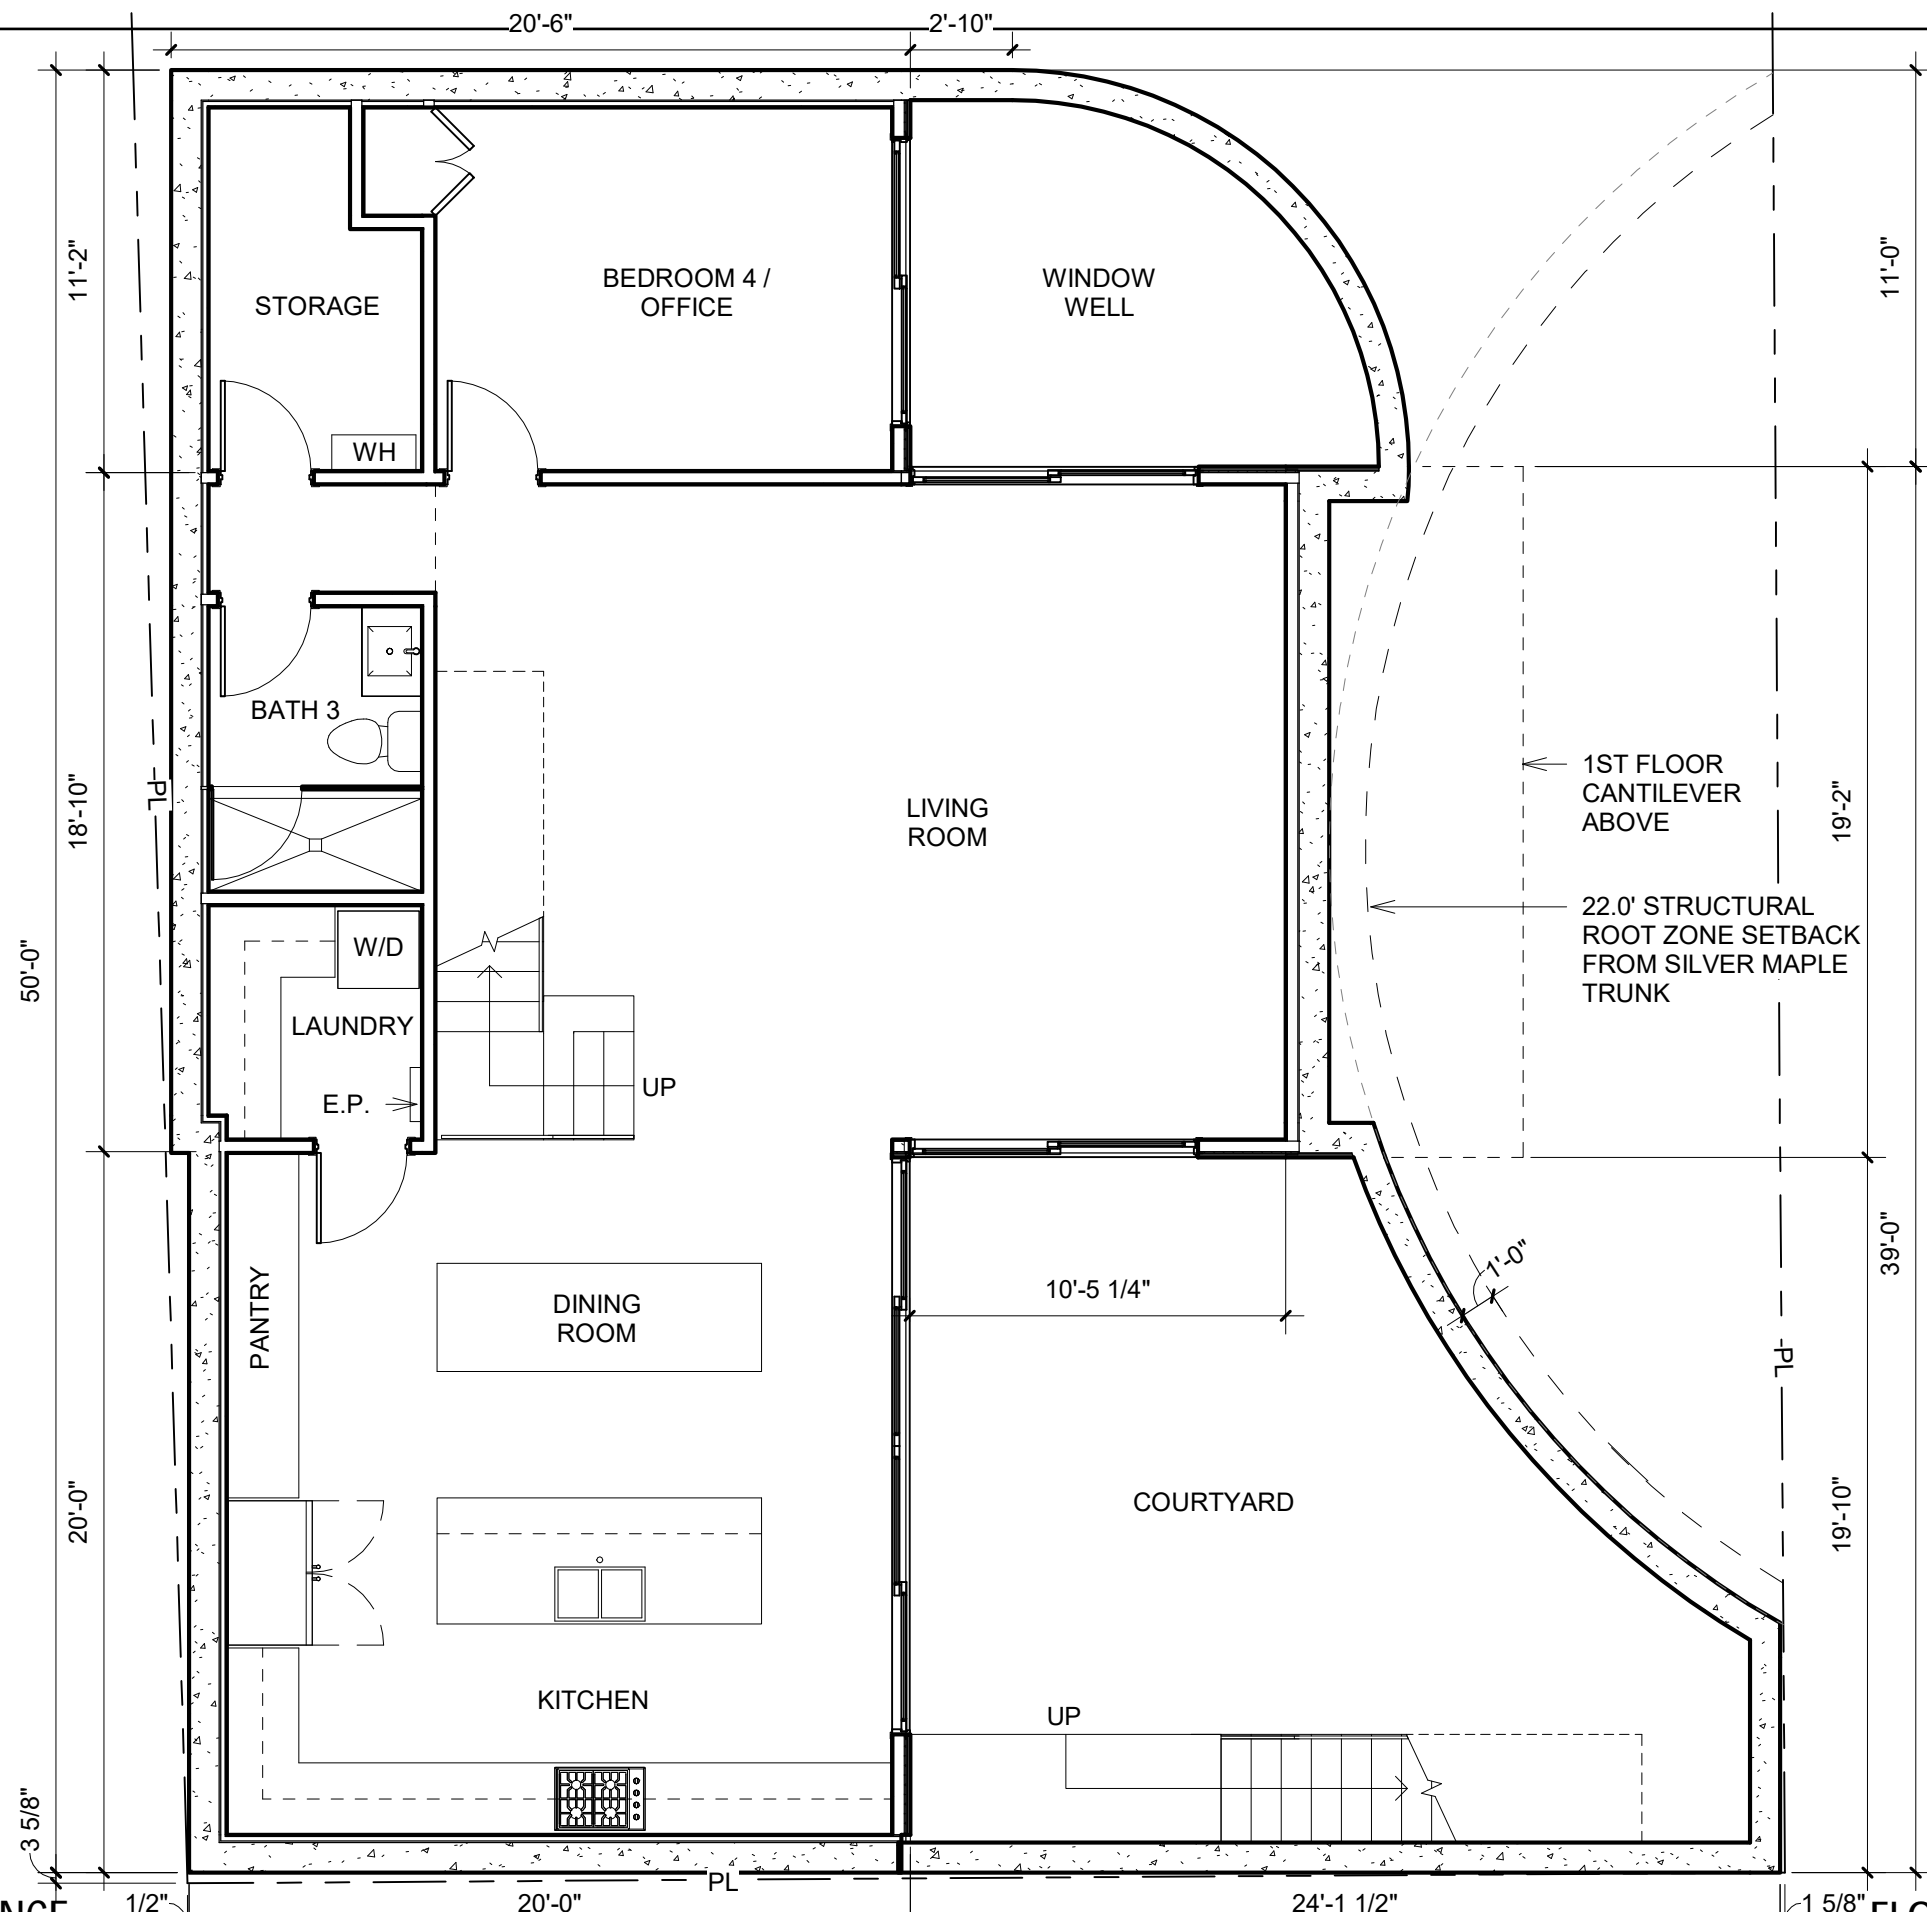 20'-6"
2'-10"
11'-2"
STORAGE
BEDROOM 4 /
OFFICE
WINDOW
WELL
11'-0"
WH
BATH 3
PL
18'-10"
LIVING
ROOM
1ST FLOOR
CANTILEVER
ABOVE
19'-2"
22.0' STRUCTURAL
ROOT ZONE SETBACK
FROM SILVER MAPLE
TRUNK
50'-0"
W/D
LAUNDRY
E.P.
UP
PANTRY
DINING
ROOM
10'-5 1/4"
1'-0"
39'-0"
PL
20'-0"
COURTYARD
19'-10"
KITCHEN
UP
3 5/8"
PL
1/2"
20'-0"
24'-1 1/2"
1 5/8"